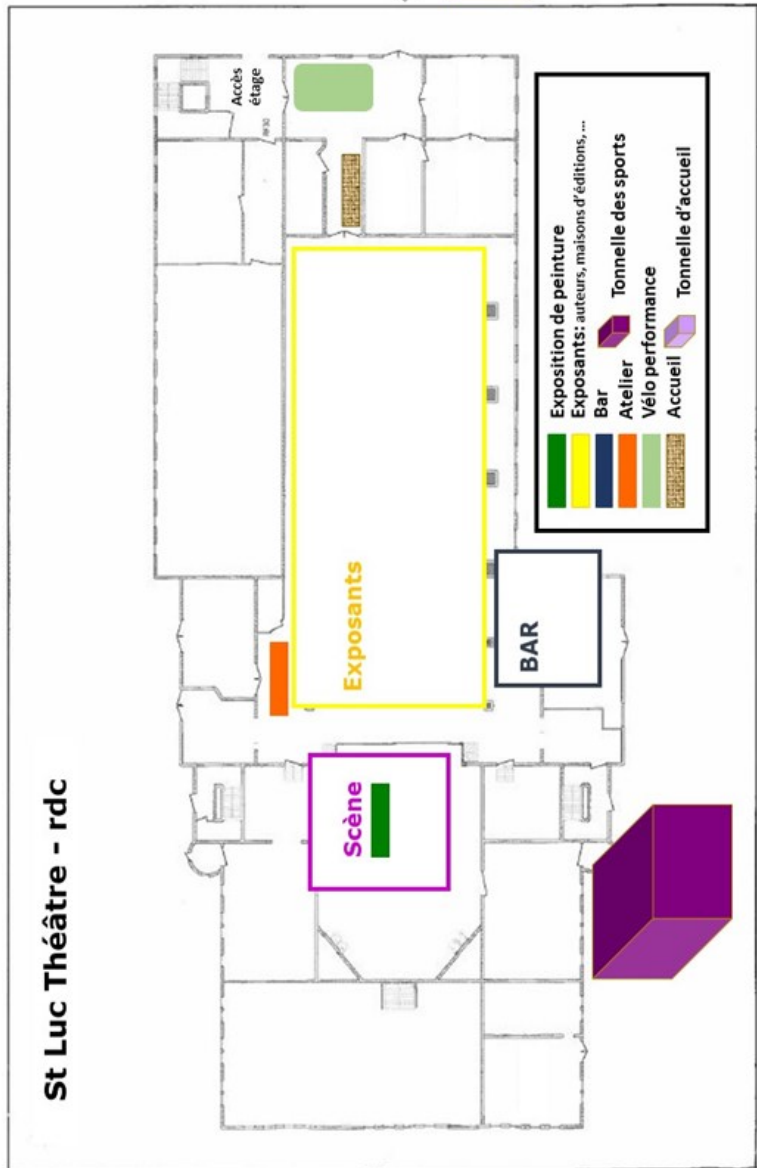 St Luc Théâtre - rdc
Accès
étage
Scène
Exposants
BAR
Exposition de peinture
Exposants: auteurs, maisons d'éditions, ...
Bar
Tonnelle des sports
Atelier
Vélo performance
Tonnelle d'accueil
Accueil